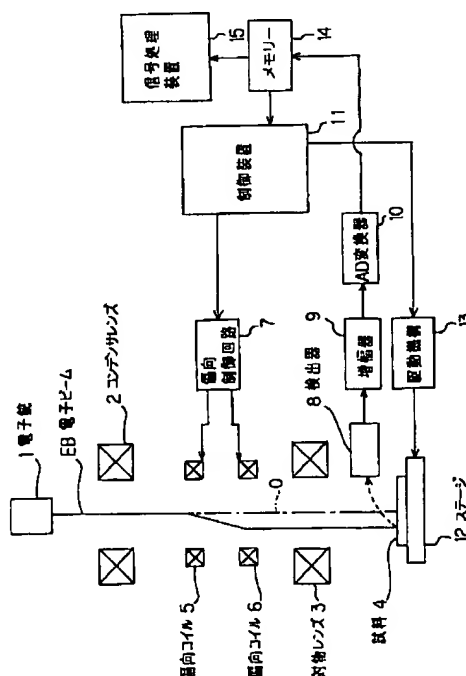 1 電子銃
EB 電子ビーム
2 コンデンサレンズ
偏向コイル 5
偏向コイル 6
対物レンズ 3
O
試料 4
12 ステージ
偏向
制御回路
7
8 検出器
増幅器
9
AD変換器
10
駆動機構
13
制御装置
11
メモリー
14
信号処理
装置
15